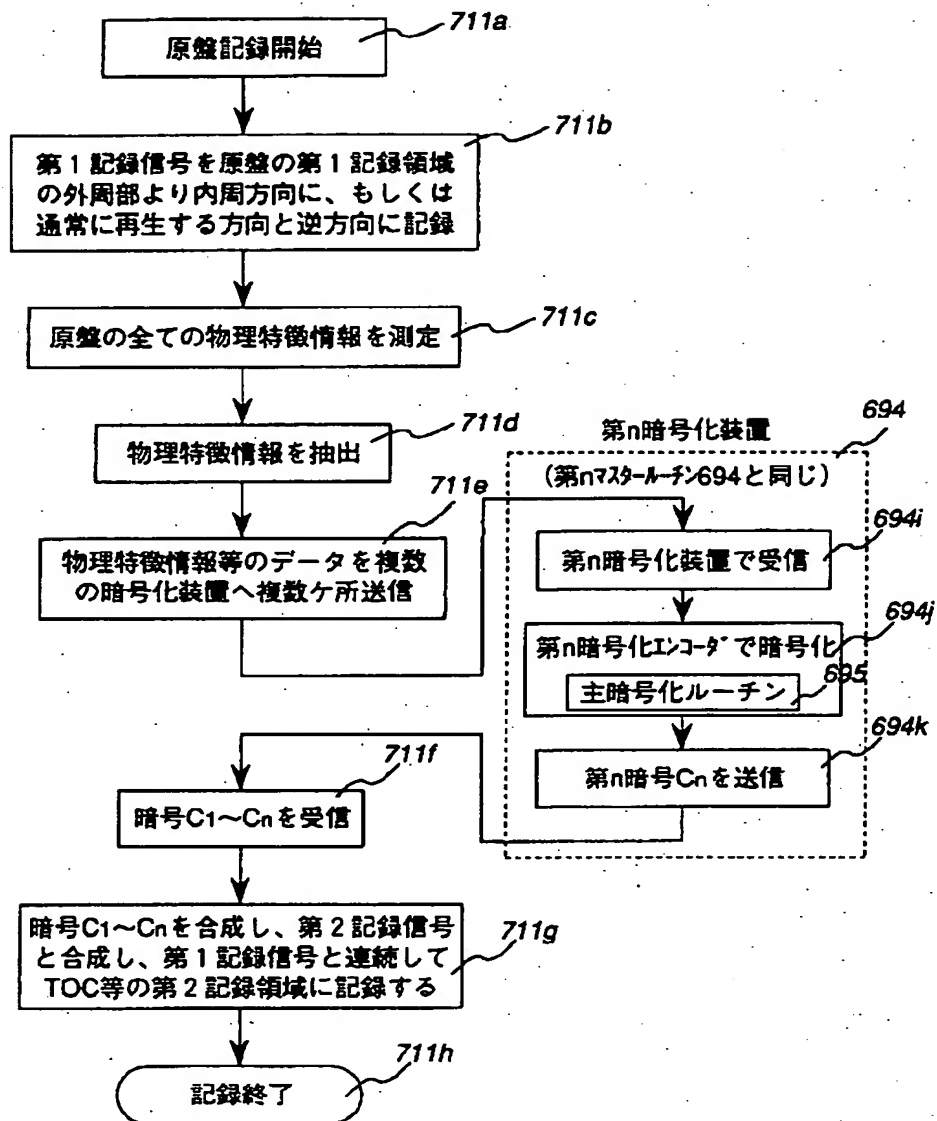 711a
原盤記録開始
711b
第1記録信号を原盤の第1記録領域
の外周部より内周方向に、もしくは
通常に再生する方向と逆方向に記録
711c
原盤の全ての物理特徴情報を測定
711d
物理特徴情報を抽出
711e
物理特徴情報等のデータを複数
の暗号化装置へ複数ケ所送信
694
第n暗号化装置
(第nマスタールーチン694と同じ)
694i
第n暗号化装置で受信
694j
第n暗号化エンコーダで暗号化
695
主暗号化ルーチン
694k
第n暗号Cnを送信
711f
暗号C1～Cnを受信
711g
暗号C1～Cnを合成し、第2記録信号
と合成し、第1記録信号と連続して
TOC等の第2記録領域に記録する
711h
記録終了